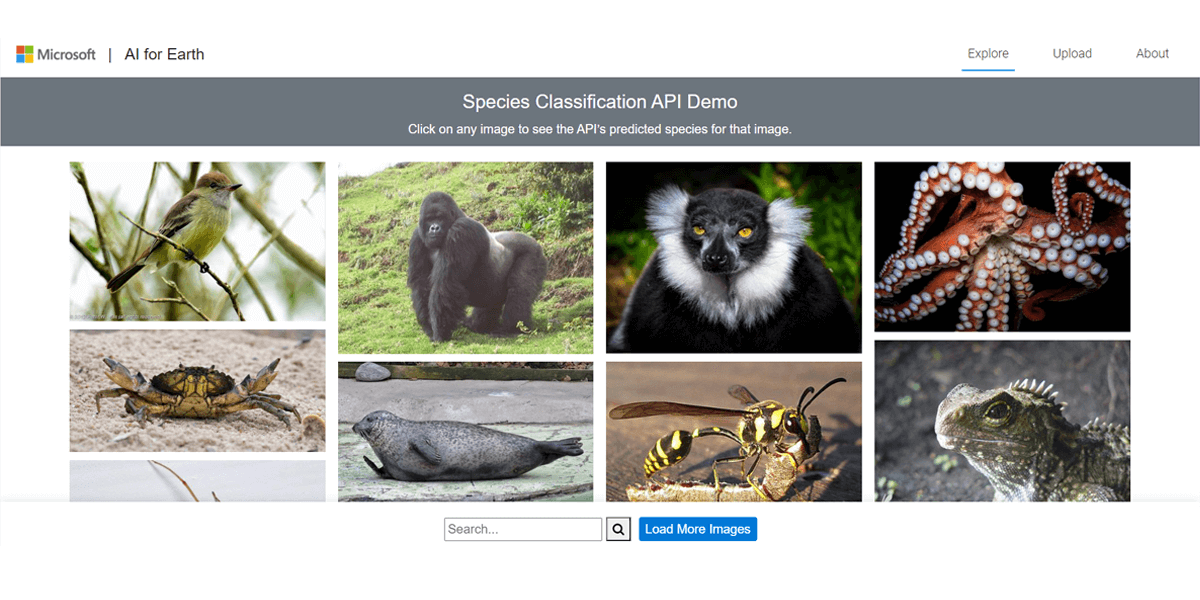 Microsoft | AI for Earth
Explore
Upload
About
Species Classification API Demo
Click on any image to see the API's predicted species for that image.
Search...
Load More Images